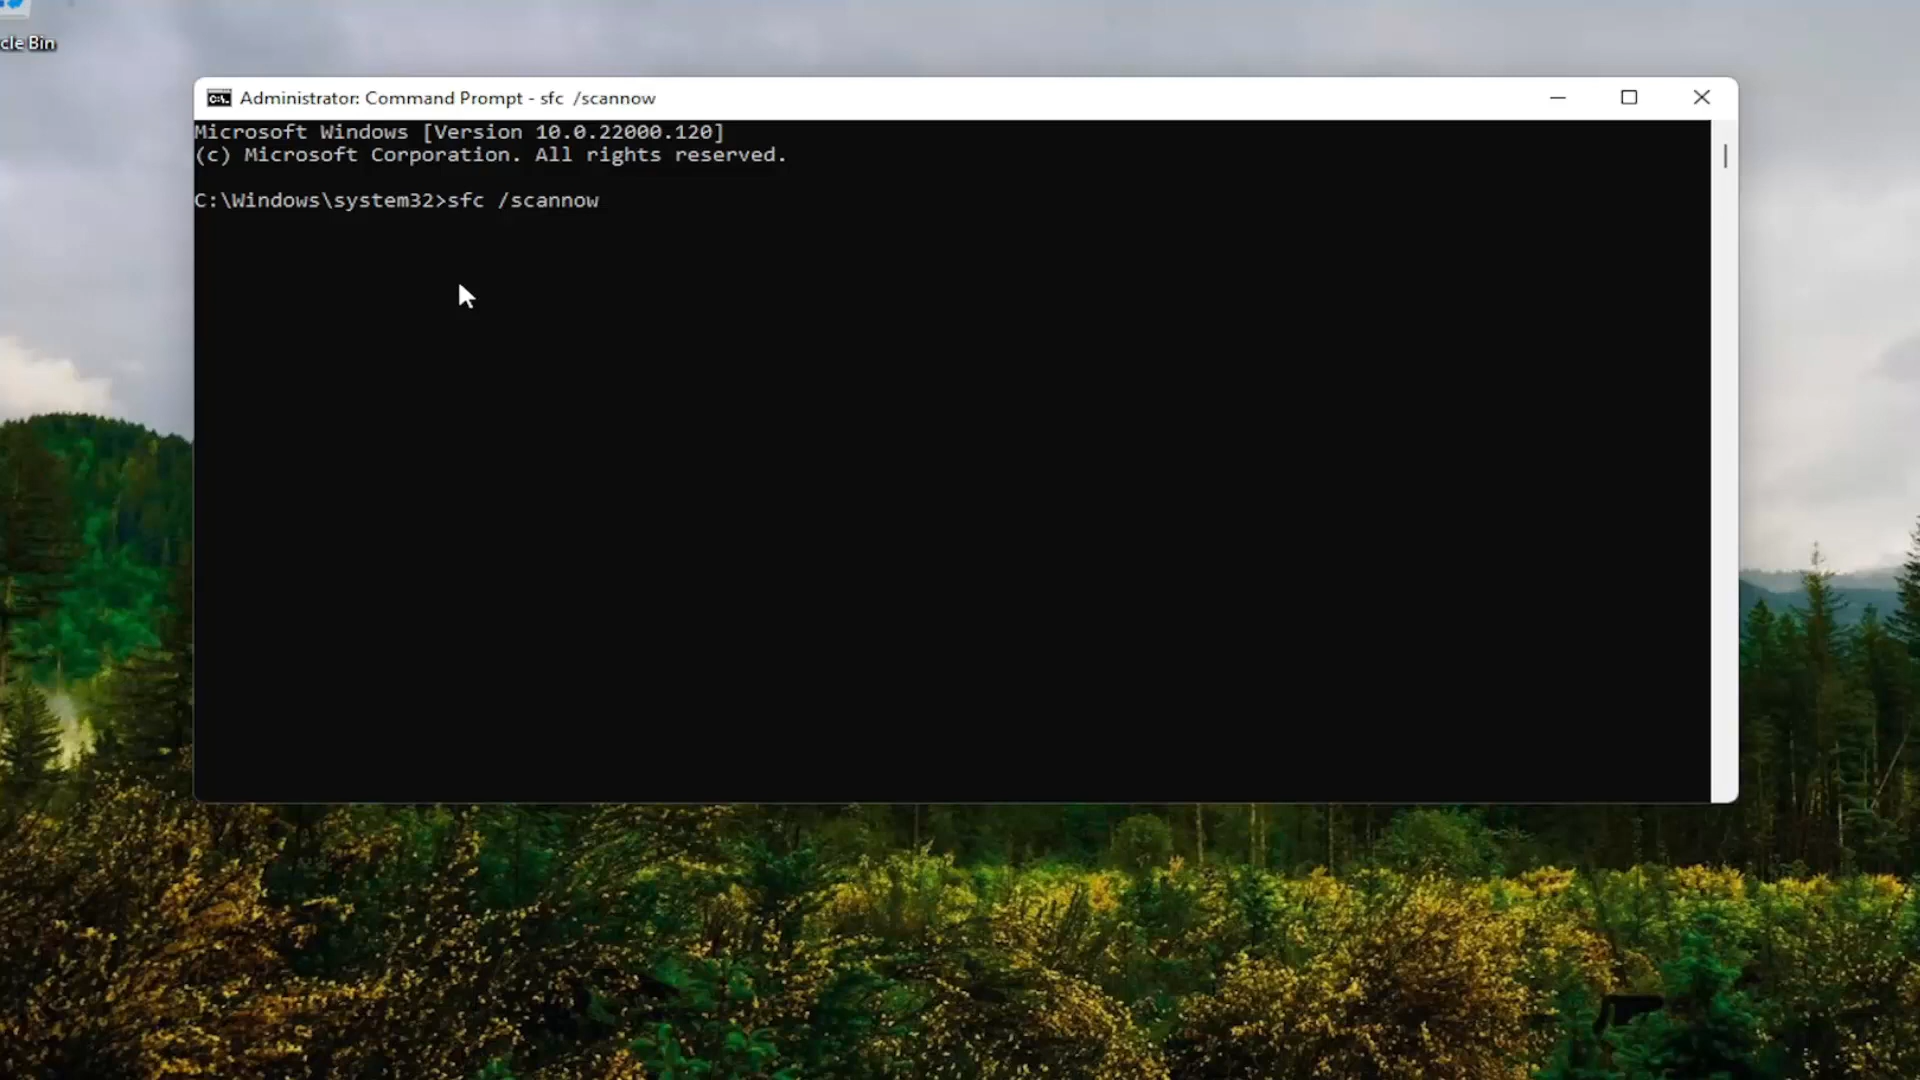 cle Bin
Administrator: Command Prompt - sfc  /scannow
Microsoft Windows [Version 10.0.22000.120]
(c) Microsoft Corporation. All rights reserved.
C:\Windows\system32>sfc /scannow